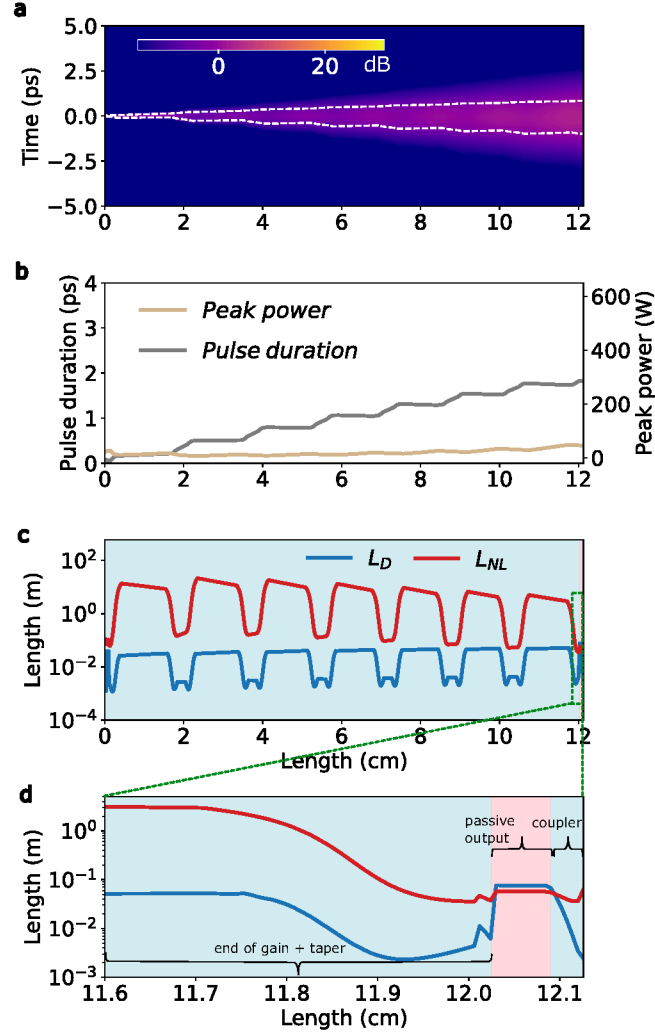 a
5.0
2.5
0.0
−2.5
−5.0
Time (ps)
0
20
dB
0
2
4
6
8
10
12
b
4
3
2
1
0
Pulse duration (ps)
Peak power
Pulse duration
600
400
200
0
Peak power (W)
0
2
4
6
8
10
12
c
10²
10⁰
10⁻²
10⁻⁴
Length (m)
L_D
L_NL
0
2
4
6
8
10
12
Length (cm)
d
10⁰
10⁻¹
10⁻²
10⁻³
Length (m)
passive
output
coupler
end of gain + taper
11.6
11.7
11.8
11.9
12.0
12.1
Length (cm)